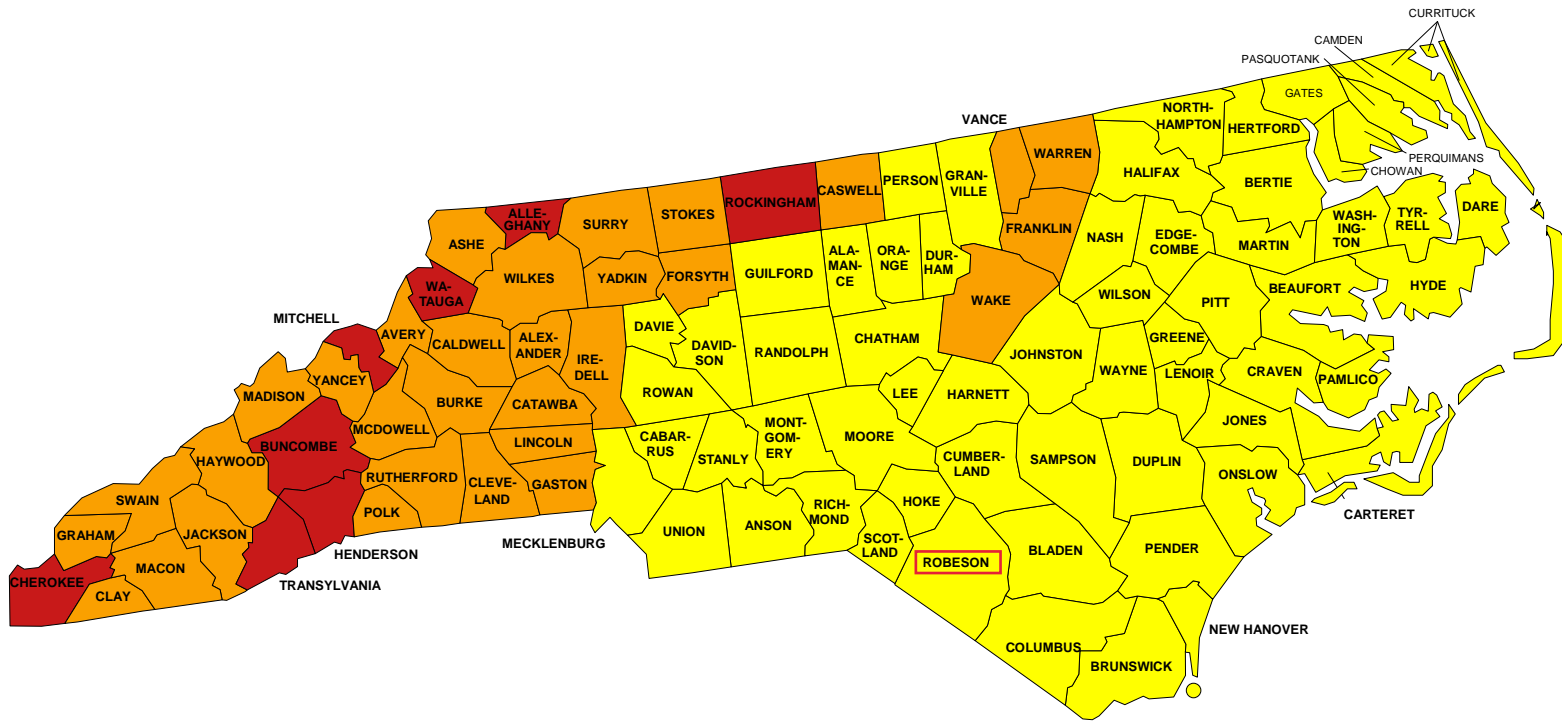 CURRITUCK
CAMDEN
PASQUOTANK
GATES
NORTH-
HAMPTON
HERTFORD
VANCE
WARREN
PERQUIMANS
CHOWAN
HALIFAX
BERTIE
PERSON
GRAN-
VILLE
CASWELL
ROCKINGHAM
STOKES
SURRY
ALLE-
GHANY
ASHE
DARE
TYR-
RELL
WASH-
ING-
TON
MARTIN
EDGE-
COMBE
NASH
FRANKLIN
DUR-
HAM
OR-
ANGE
ALA-
MAN-
CE
GUILFORD
FORSYTH
YADKIN
WILKES
WA-
TAUGA
HYDE
BEAUFORT
PITT
WILSON
WAKE
MITCHELL
AVERY
CALDWELL
ALEX-
ANDER
IRE-
DELL
DAVIE
DAVID-
SON
RANDOLPH
CHATHAM
JOHNSTON
GREENE
WAYNE
LENOIR
CRAVEN
PAMLICO
YANCEY
MADISON
BURKE
CATAWBA
ROWAN
LEE
HARNETT
JONES
MCDOWELL
BUNCOMBE
HAYWOOD
LINCOLN
RUTHERFORD
CLEVE-
LAND
GASTON
CABAR-
RUS
STANLY
MONT-
GOM-
ERY
MOORE
CUMBER-
LAND
SAMPSON
DUPLIN
ONSLOW
SWAIN
GRAHAM
JACKSON
POLK
HOKE
RICH-
MOND
ANSON
UNION
MECKLENBURG
SCOT-
LAND
CARTERET
HENDERSON
TRANSYLVANIA
MACON
CHEROKEE
CLAY
ROBESON
BLADEN
PENDER
NEW HANOVER
COLUMBUS
BRUNSWICK